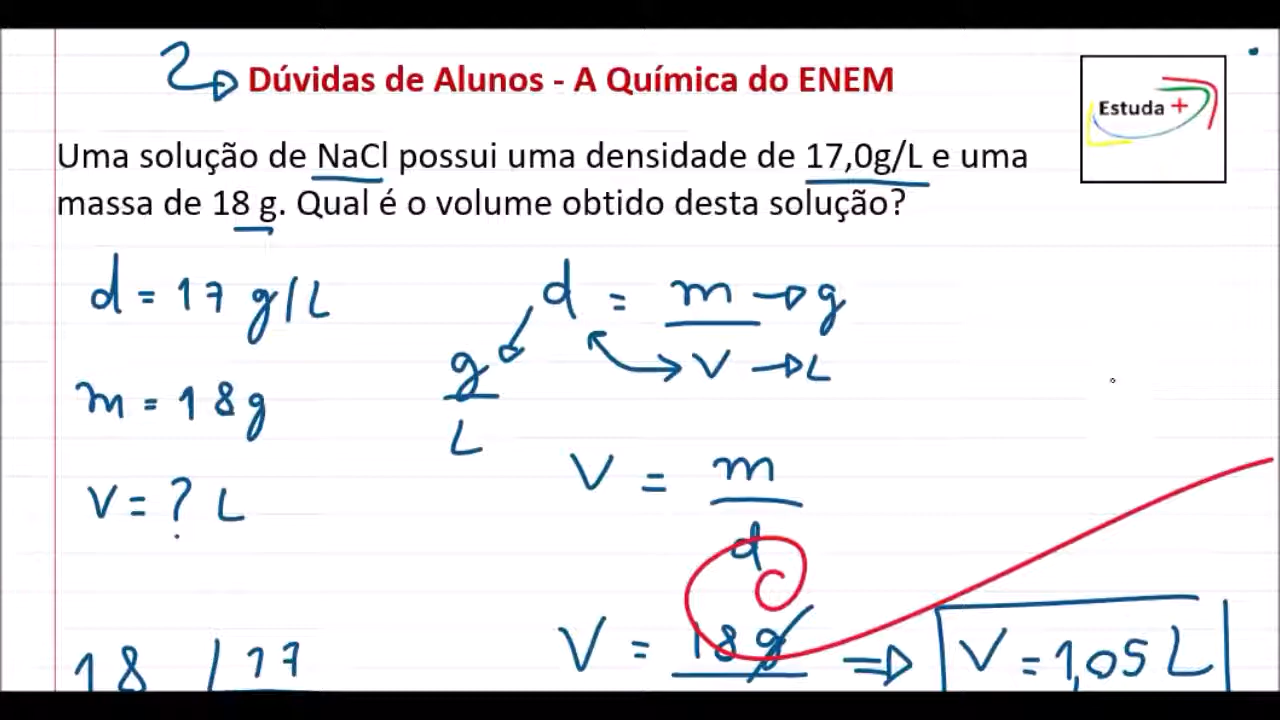 Dúvidas de Alunos - A Química do ENEM
Estuda +
Uma solução de NaCl possui uma densidade de 17,0g/L e uma
massa de 18 g. Qual é o volume obtido desta solução?
d = 17 g/L
d = m → g
V → L
g
L
m = 18g
V = m
d
V = ? L
V = 18g ⇒ V = 1,05 L
18 17